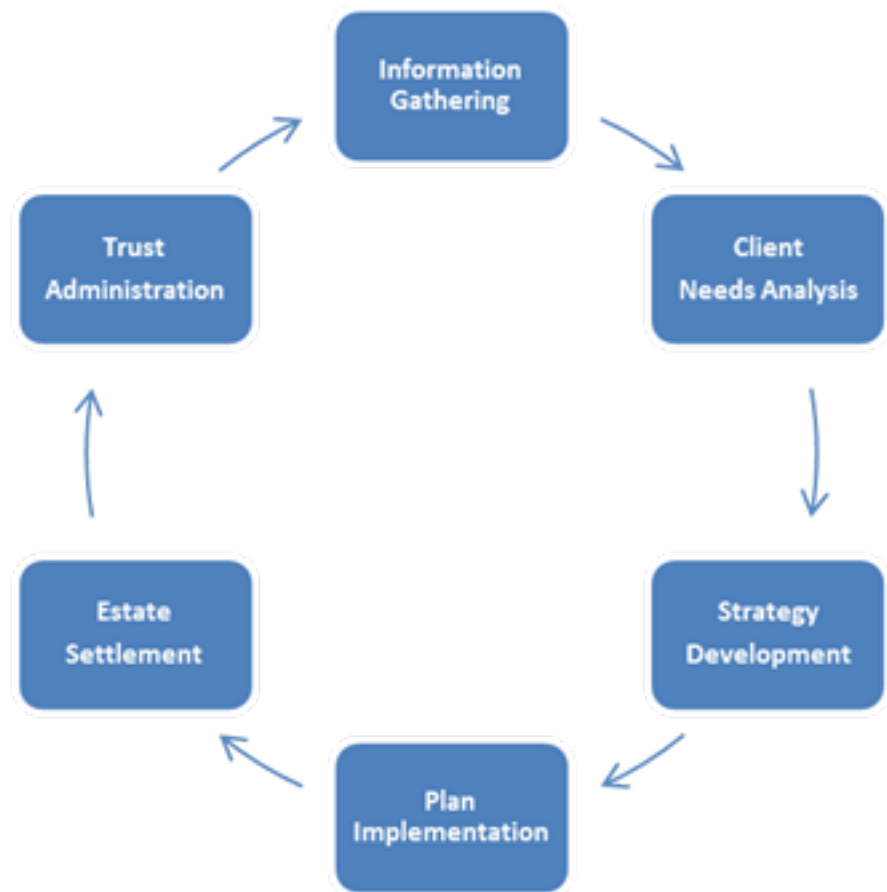 Information
Gathering
Client
Needs Analysis
Strategy
Development
Plan
Implementation
Estate
Settlement
Trust
Administration